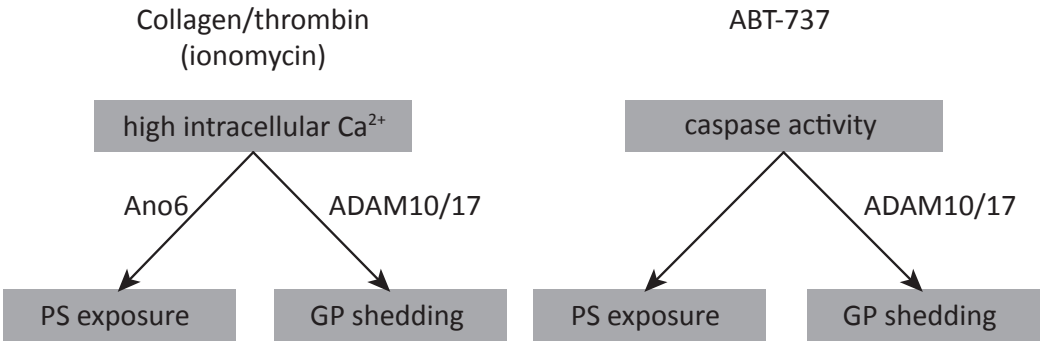 Collagen/thrombin
(ionomycin)
high intracellular Ca²⁺
Ano6
ADAM10/17
PS exposure
GP shedding
ABT-737
caspase activity
ADAM10/17
PS exposure
GP shedding